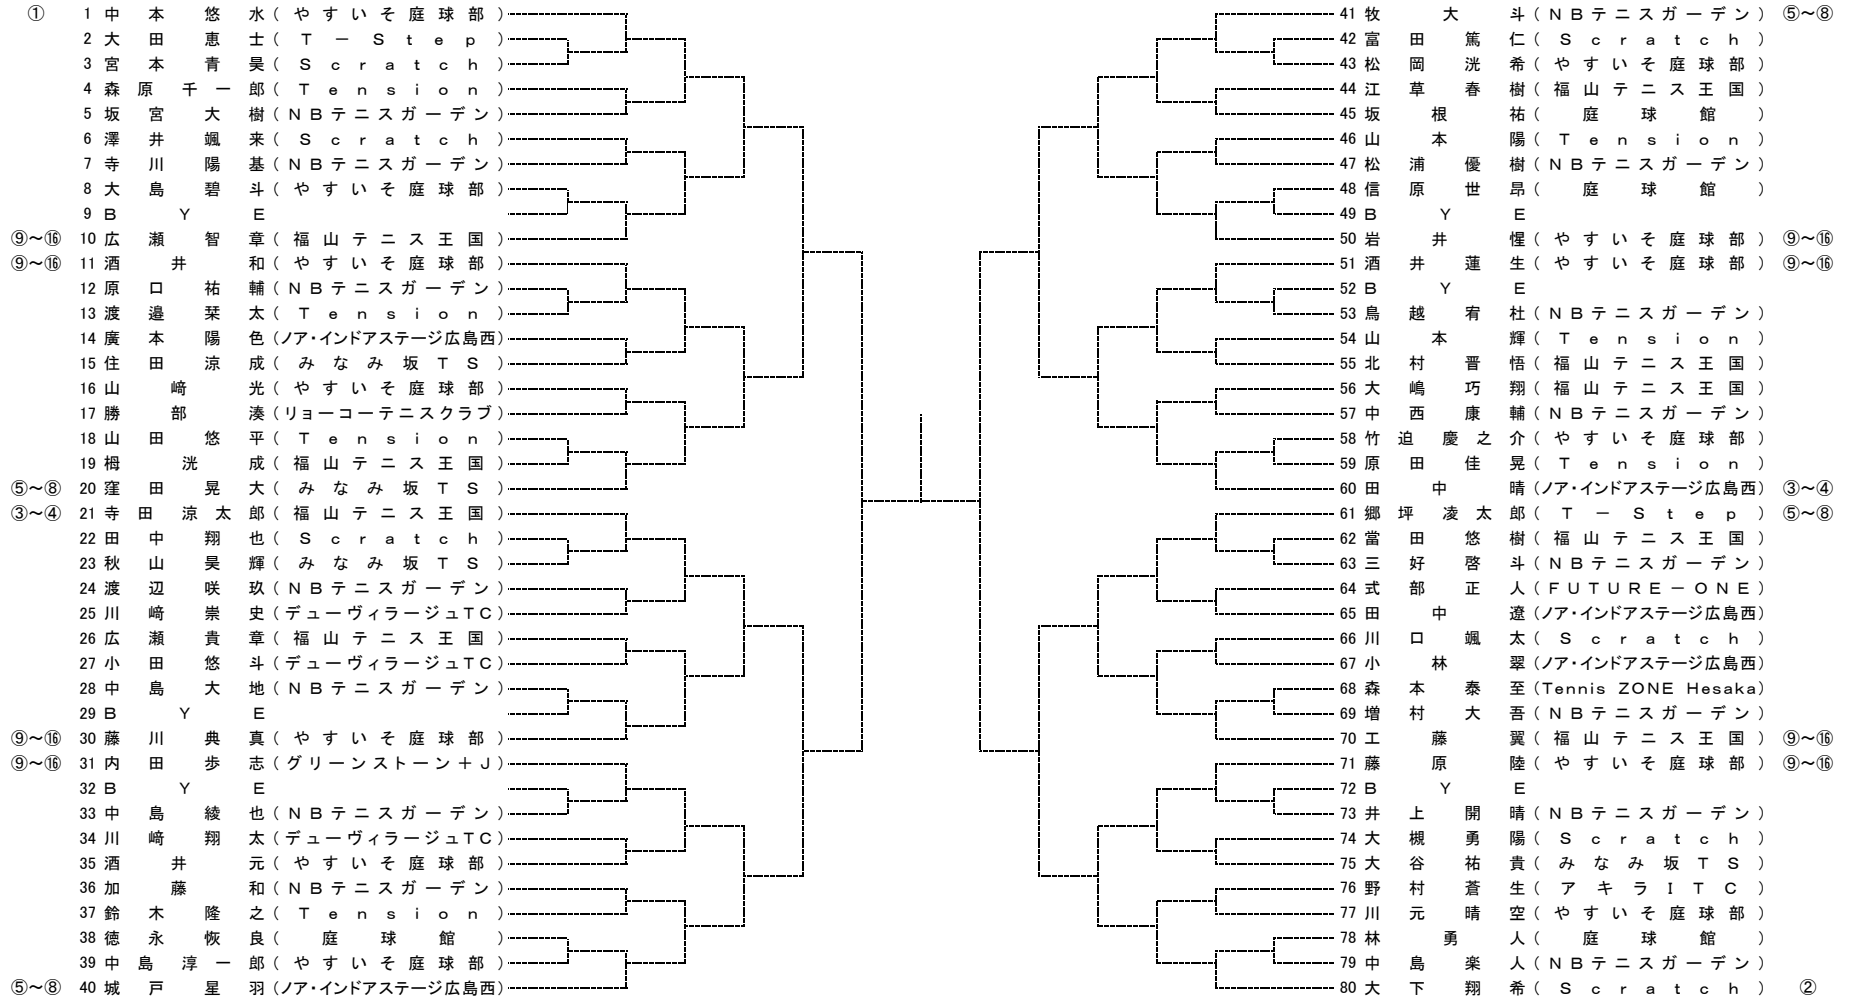 ① 1 中本悠水(やすいそ庭球部)
2 大田恵士(T－Step)
3 宮本青昊(Scratch)
4 森原千一郎(Tension)
5 坂宮大樹(NBテニスガーデン)
6 澤井颯来(Scratch)
7 寺川陽基(NBテニスガーデン)
8 大島碧斗(やすいそ庭球部)
9 BYE
⑨～⑯ 10 広瀬智章(福山テニス王国)
⑨～⑯ 11 酒井和(やすいそ庭球部)
12 原口祐輔(NBテニスガーデン)
13 渡邉栞太(Tension)
14 廣本陽色(ノア・インドアステージ広島西)
15 住田涼成(みなみ坂TS)
16 山﨑光(やすいそ庭球部)
17 勝部湊(リョーコーテニスクラブ)
18 山田悠平(Tension)
19 栂洸成(福山テニス王国)
⑤～⑧ 20 窪田晃大(みなみ坂TS)
③～④ 21 寺田涼太郎(福山テニス王国)
22 田中翔也(Scratch)
23 秋山昊輝(みなみ坂TS)
24 渡辺咲玖(NBテニスガーデン)
25 川﨑崇史(デューヴィラージュTC)
26 広瀬貴章(福山テニス王国)
27 小田悠斗(デューヴィラージュTC)
28 中島大地(NBテニスガーデン)
29 BYE
⑨～⑯ 30 藤川典真(やすいそ庭球部)
⑨～⑯ 31 内田歩志(グリーンストーン＋J)
32 BYE
33 中島綾也(NBテニスガーデン)
34 川﨑翔太(デューヴィラージュTC)
35 酒井元(やすいそ庭球部)
36 加藤和(NBテニスガーデン)
37 鈴木隆之(Tension)
38 徳永恢良(庭球館)
39 中島淳一郎(やすいそ庭球部)
⑤～⑧ 40 城戸星羽(ノア・インドアステージ広島西)
41 牧大斗(NBテニスガーデン) ⑤～⑧
42 富田篤仁(Scratch)
43 松岡洸希(やすいそ庭球部)
44 江草春樹(福山テニス王国)
45 坂根祐(庭球館)
46 山本陽(Tension)
47 松浦優樹(NBテニスガーデン)
48 信原世昂(庭球館)
49 BYE
50 岩井惺(やすいそ庭球部) ⑨～⑯
51 酒井蓮生(やすいそ庭球部) ⑨～⑯
52 BYE
53 鳥越宥杜(NBテニスガーデン)
54 山本輝(Tension)
55 北村晋悟(福山テニス王国)
56 大嶋巧翔(福山テニス王国)
57 中西康輔(NBテニスガーデン)
58 竹迫慶之介(やすいそ庭球部)
59 原田佳晃(Tension)
60 田中晴(ノア・インドアステージ広島西) ③～④
61 郷坪凌太郎(T－Step) ⑤～⑧
62 當田悠樹(福山テニス王国)
63 三好啓斗(NBテニスガーデン)
64 式部正人(FUTURE－ONE)
65 田中遼(ノア・インドアステージ広島西)
66 川口颯太(Scratch)
67 小林翠(ノア・インドアステージ広島西)
68 森本泰至(Tennis ZONE Hesaka)
69 増村大吾(NBテニスガーデン)
70 工藤翼(福山テニス王国) ⑨～⑯
71 藤原陸(やすいそ庭球部) ⑨～⑯
72 BYE
73 井上開晴(NBテニスガーデン)
74 大槻勇陽(Scratch)
75 大谷祐貴(みなみ坂TS)
76 野村蒼生(アキラITC)
77 川元晴空(やすいそ庭球部)
78 林勇人(庭球館)
79 中島楽人(NBテニスガーデン)
80 大下翔希(Scratch) ②